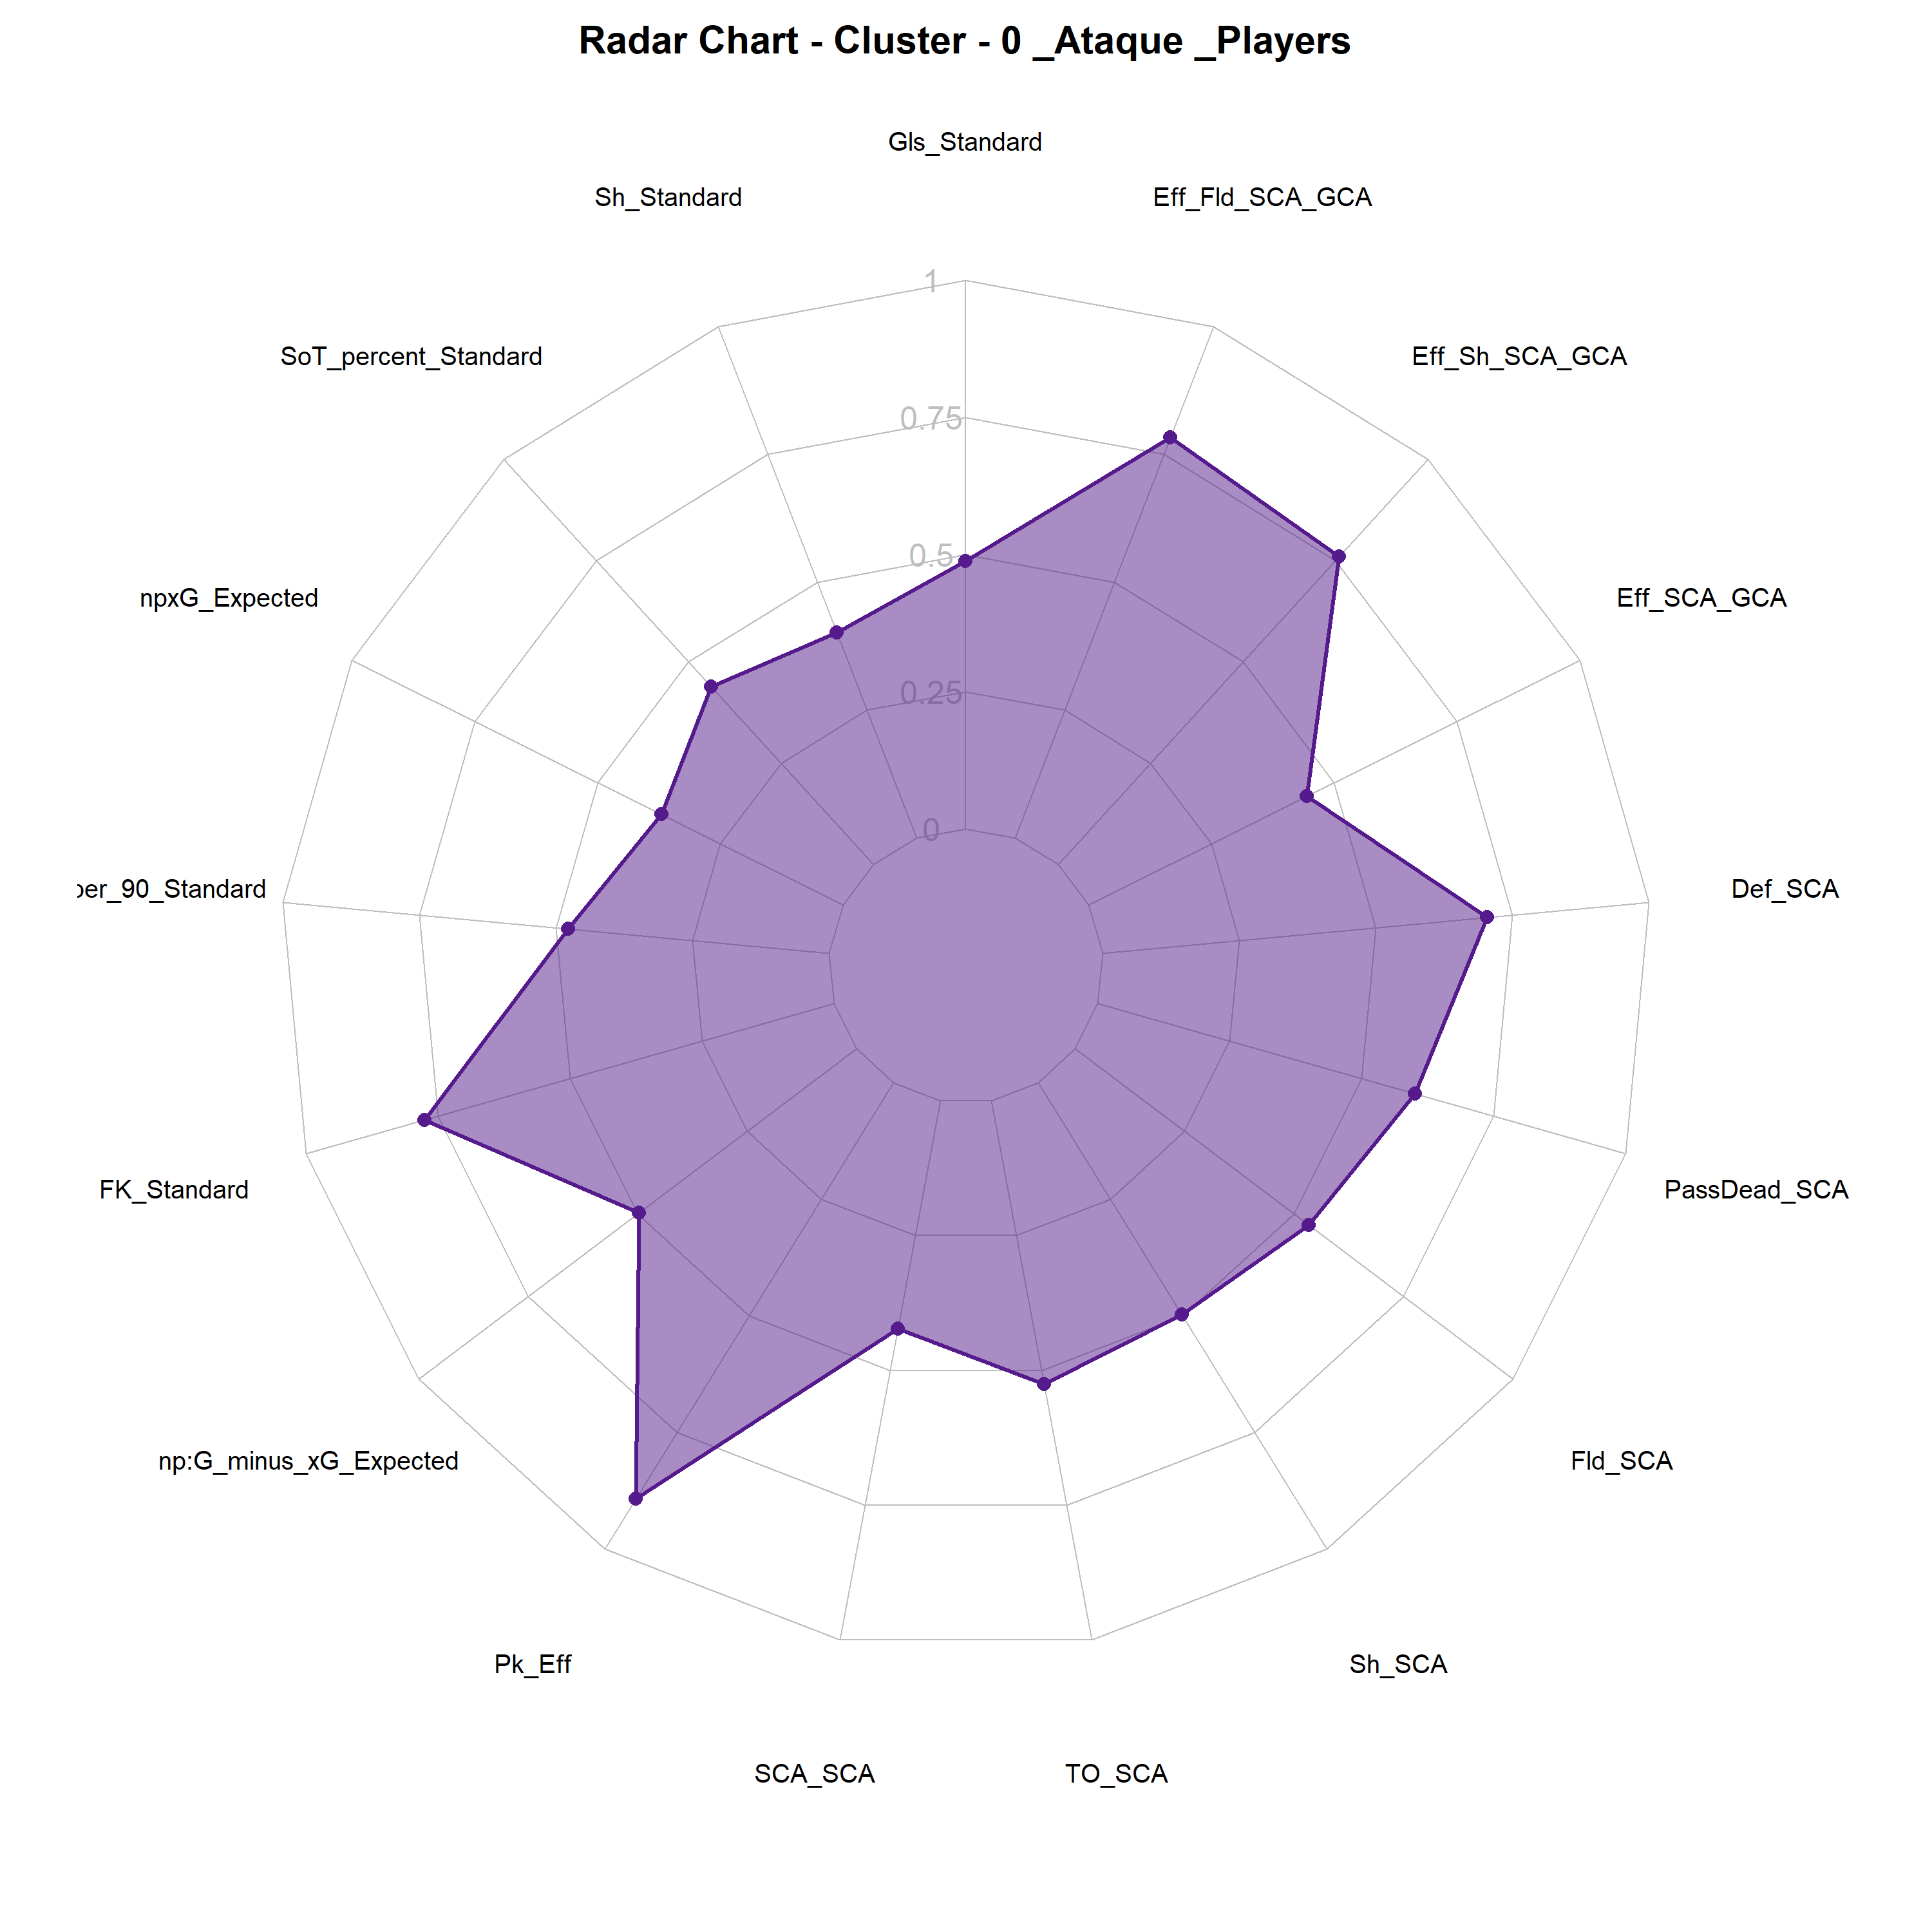 Radar Chart - Cluster - 0 _Ataque _Players
Gls_Standard
Sh_Standard
Eff_Fld_SCA_GCA
SoT_percent_Standard
Eff_Sh_SCA_GCA
npxG_Expected
Eff_SCA_GCA
1
0.75
0.5
0.25
0
per_90_Standard
Def_SCA
FK_Standard
PassDead_SCA
np:G_minus_xG_Expected
Fld_SCA
Pk_Eff
Sh_SCA
SCA_SCA
TO_SCA